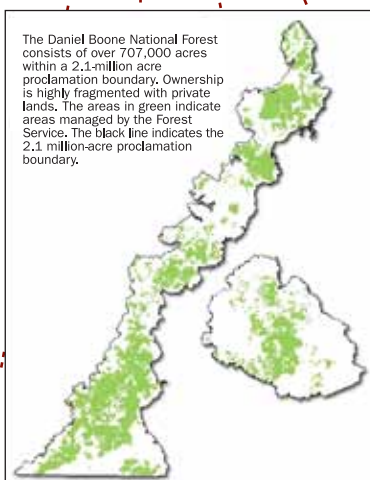 The Daniel Boone National Forest
consists of over 707,000 acres
within a 2.1-million acre
proclamation boundary. Ownership
is highly fragmented with private
lands. The areas in green indicate
areas managed by the Forest
Service. The black line indicates the
2.1 million-acre proclamation
boundary.